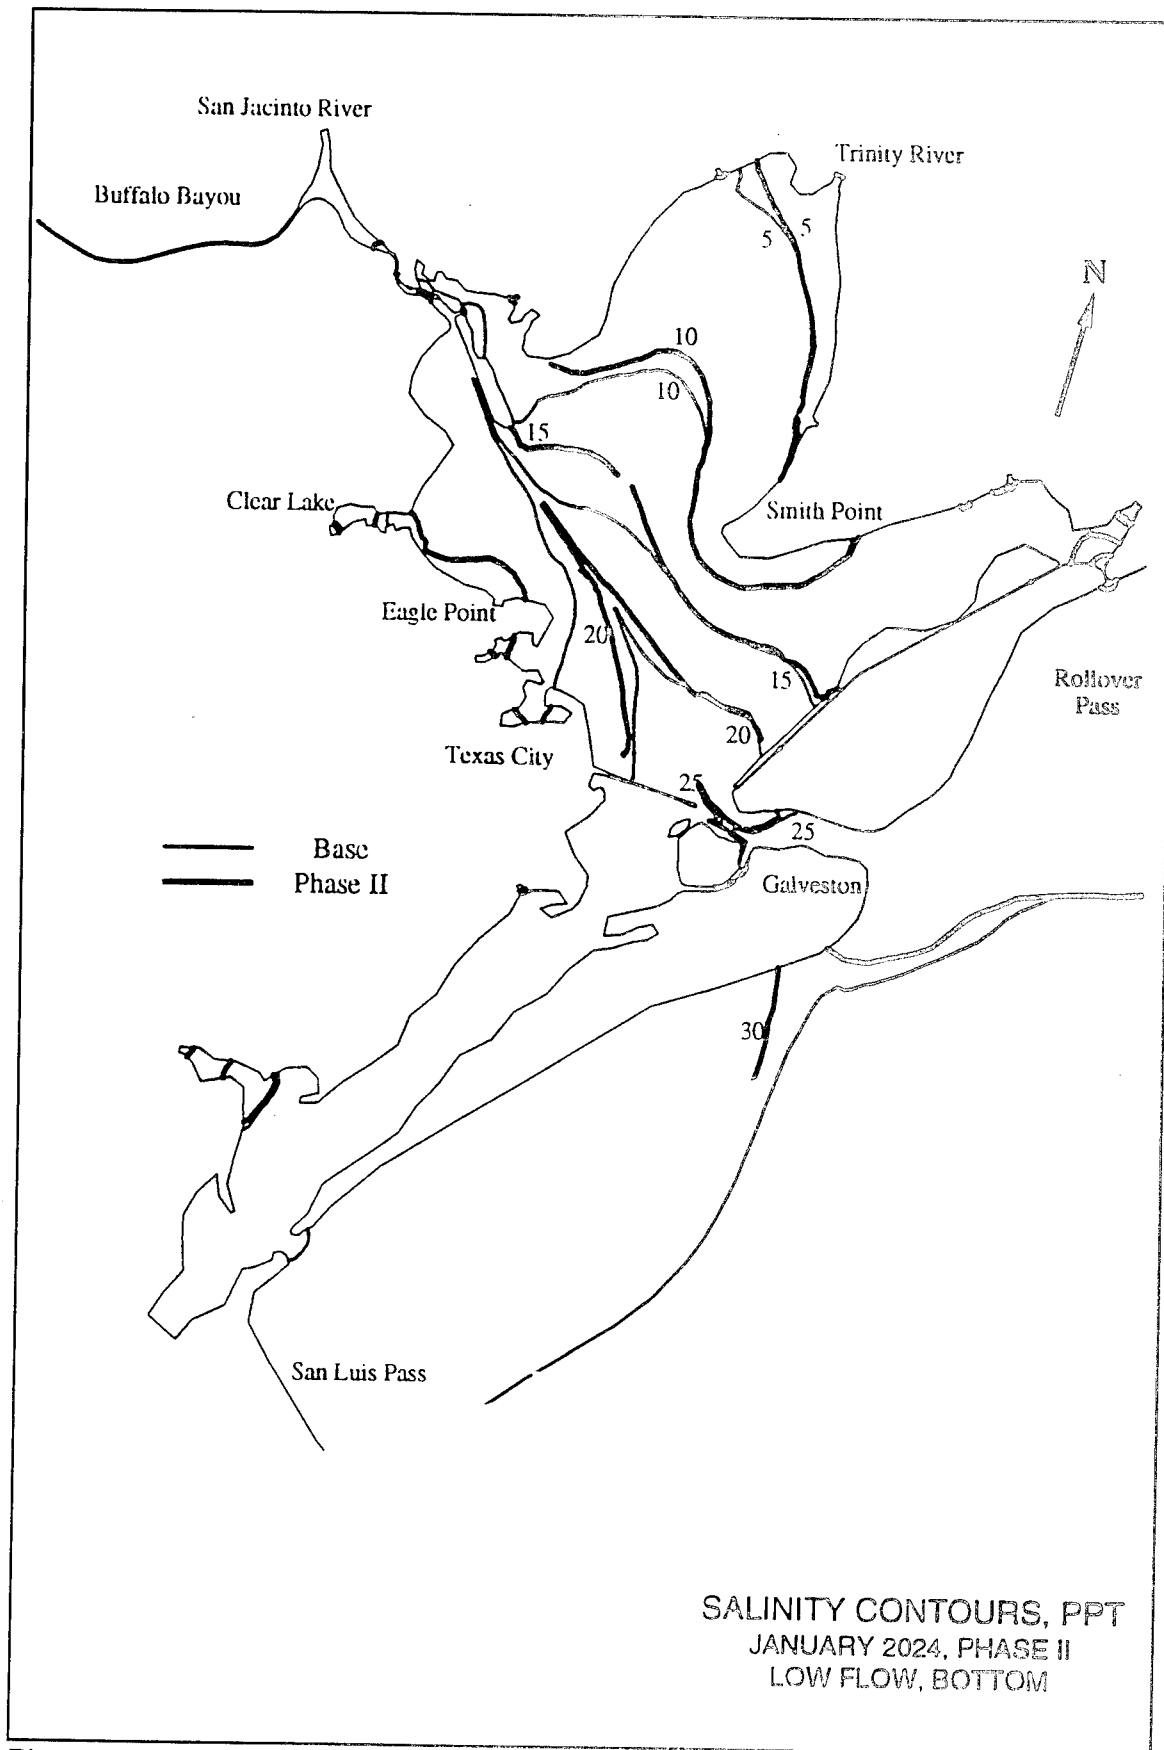 San Jacinto River
Trinity River
Buffalo Bayou
5
5
N
10
10
15
Clear Lake
Smith Point
Eagle Point
20
15
Rollover
Pass
20
Texas City
25
25
Base
Phase II
Galveston
30
San Luis Pass
SALINITY CONTOURS, PPT
JANUARY 2024, PHASE II
LOW FLOW, BOTTOM